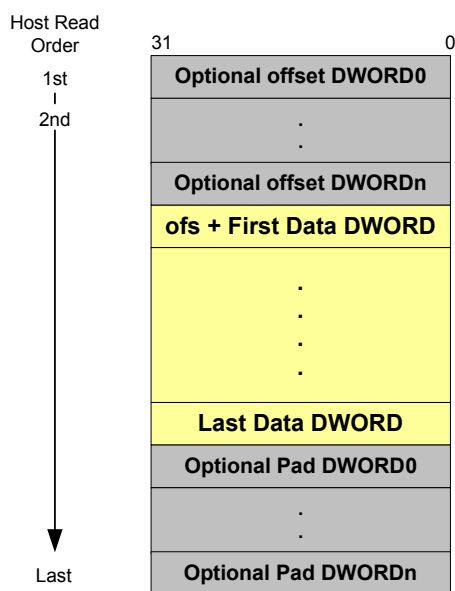 Host Read
Order
31 0
1st
2nd
Optional offset DWORD0
.
.
Optional offset DWORDn
ofs + First Data DWORD
.
.
.
.
Last Data DWORD
Optional Pad DWORD0
.
.
Last
Optional Pad DWORDn